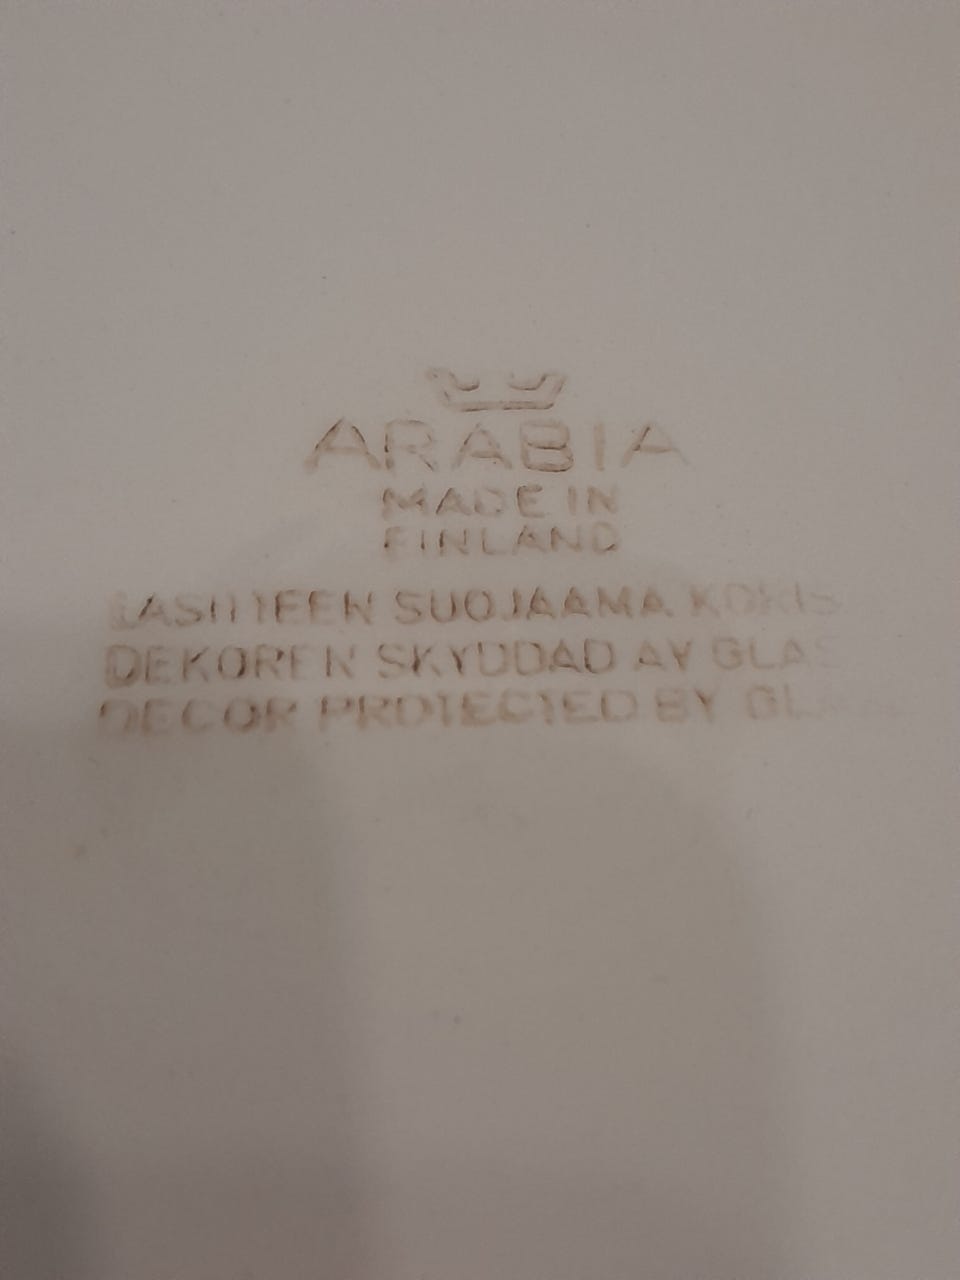 ARABIA
MADE IN
FINLAND
LASITTEEN SUOJAAMA
DEKOREN SKYDDAD AV
DECOR PROTECTED BY